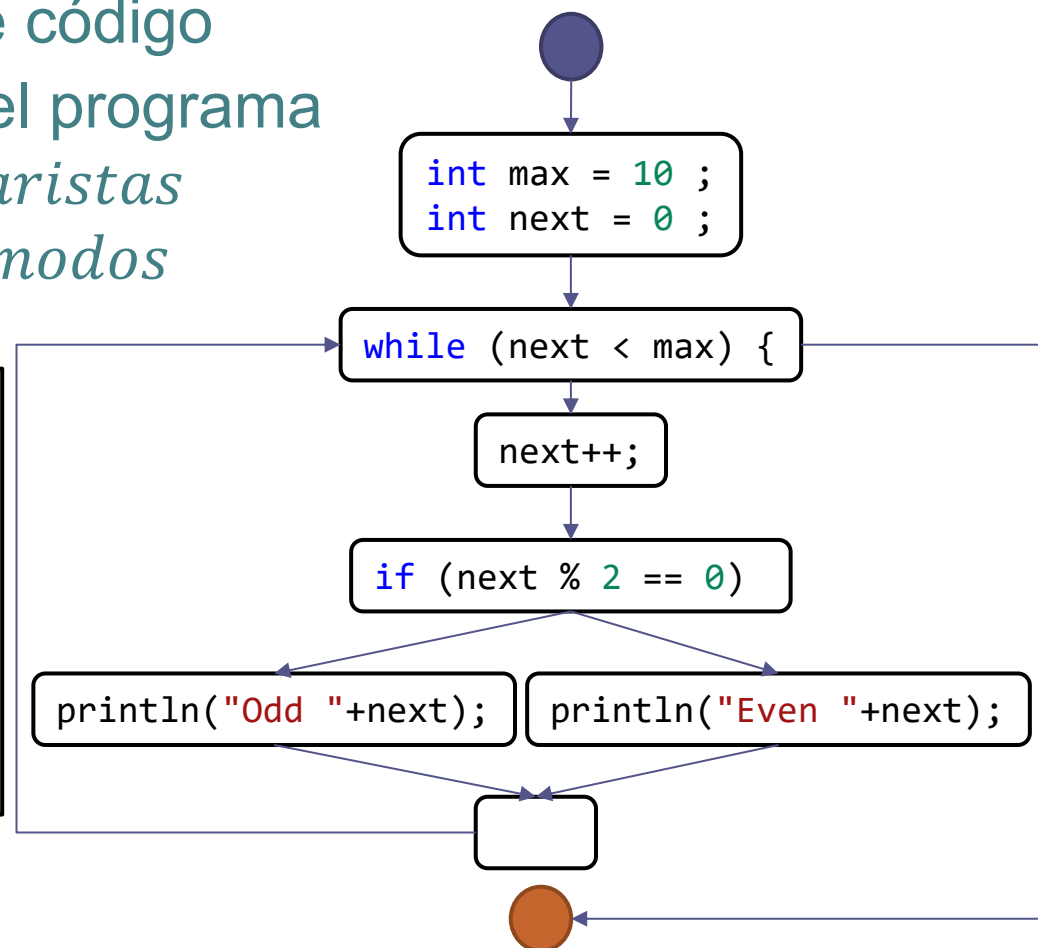 e código
el programa
aristas
modos
int max = 10 ;
int next = 0 ;
while (next < max) {
next++;
if (next % 2 == 0)
println("Odd "+next);
println("Even "+next);